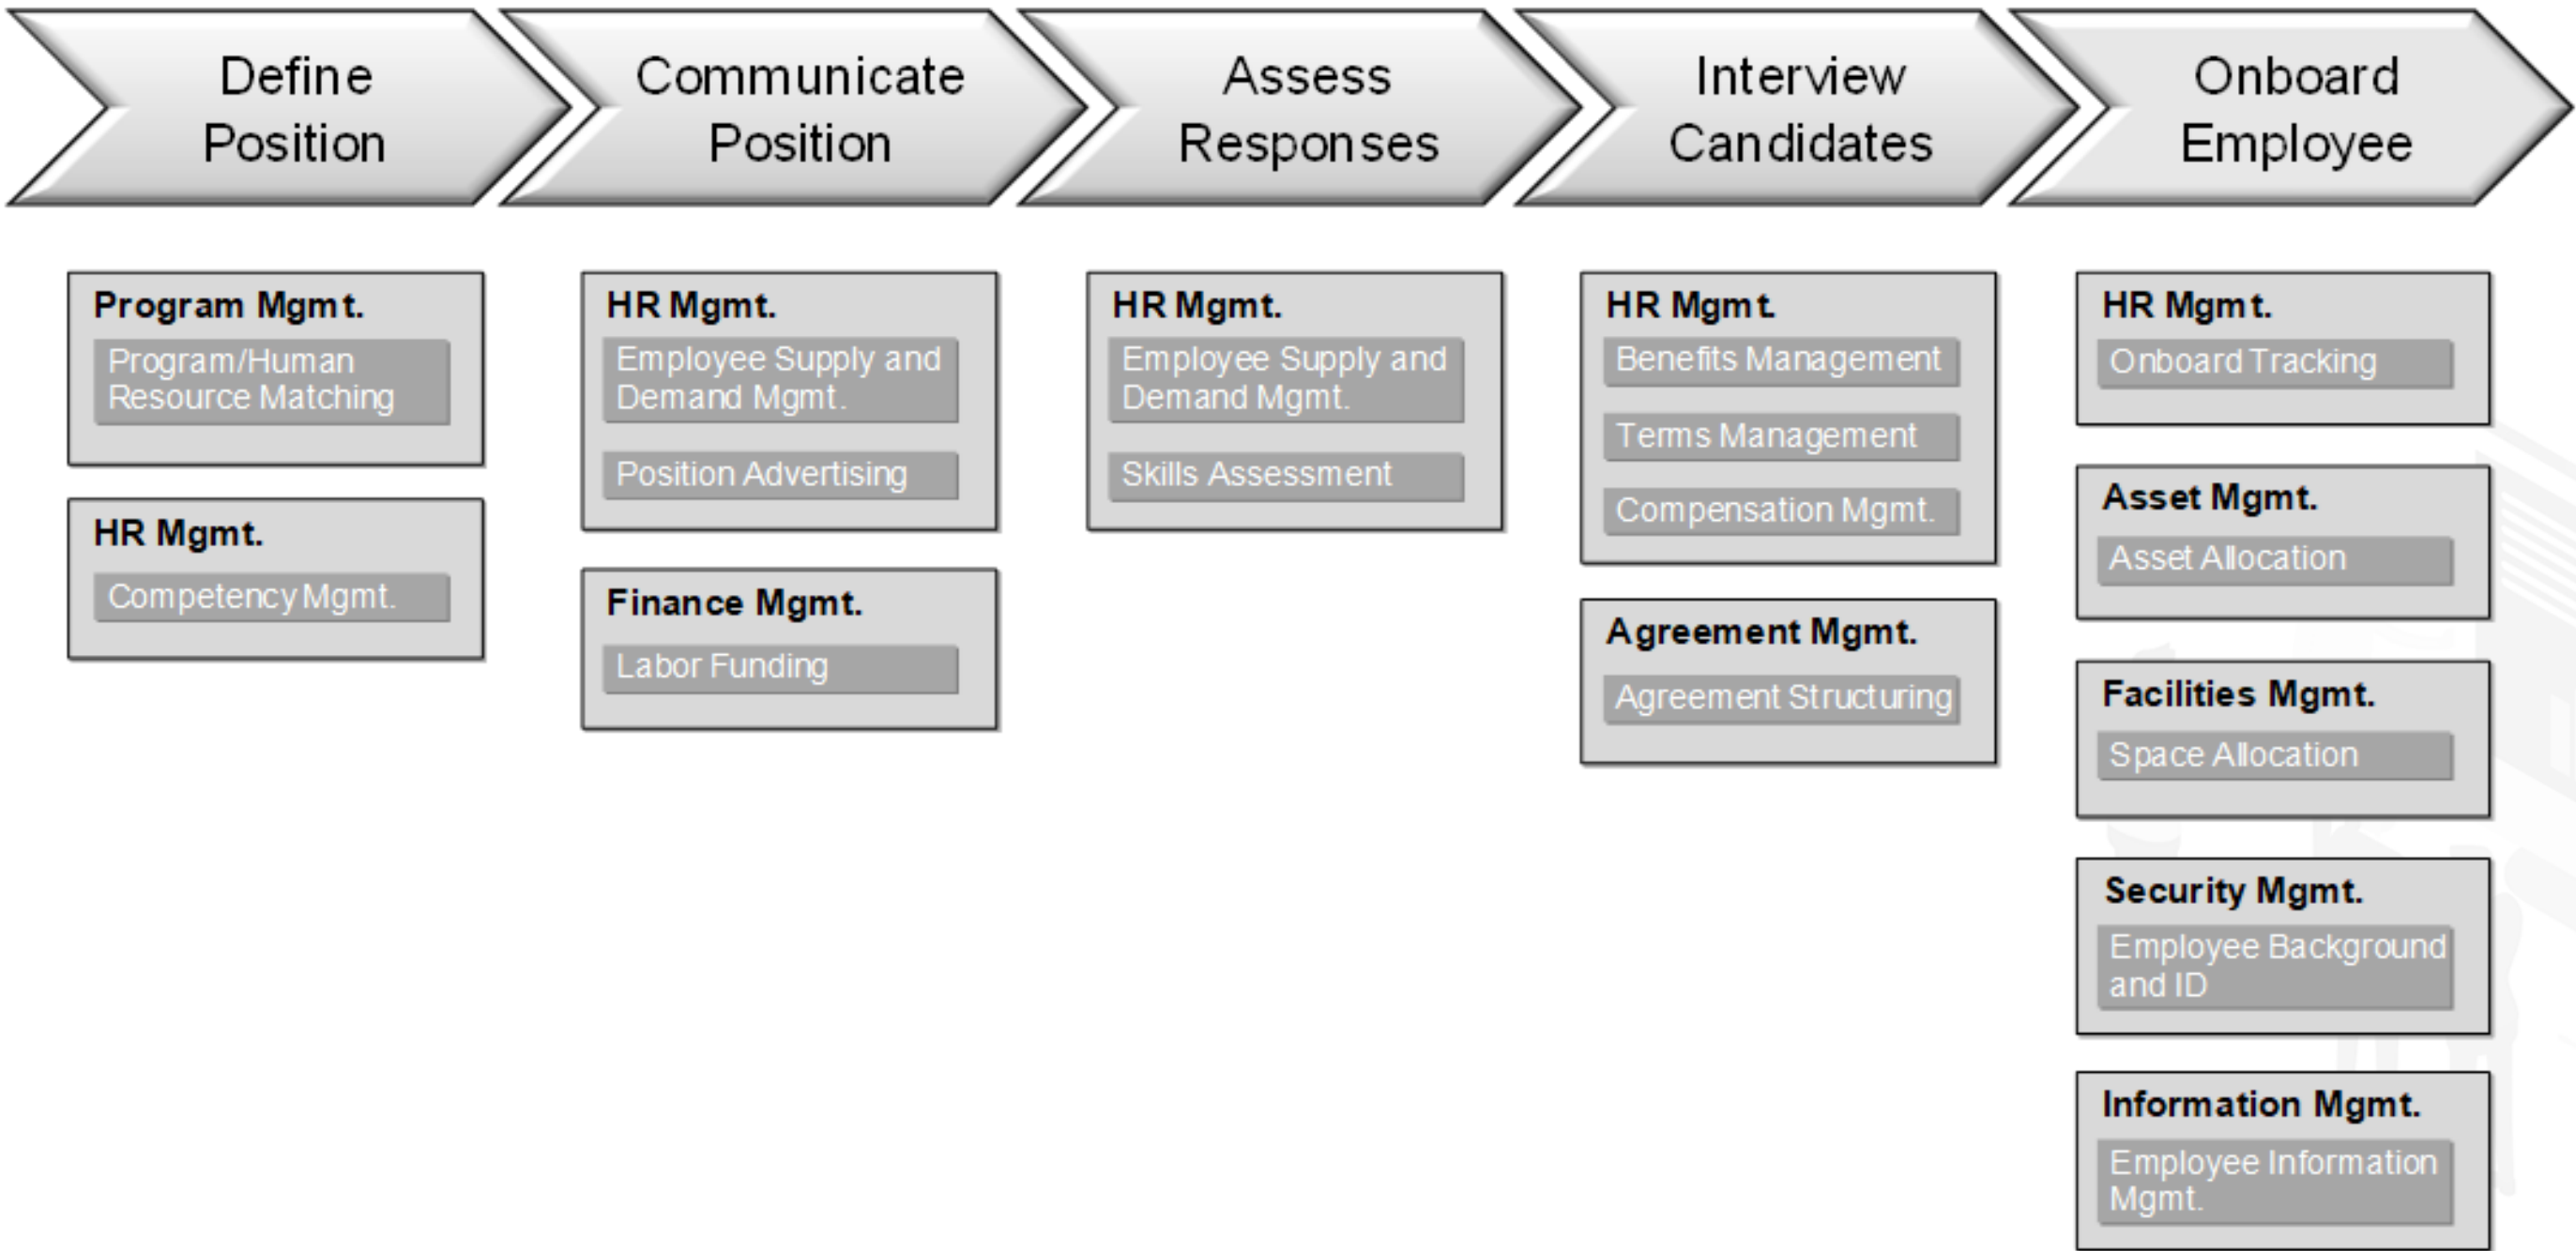 Define
Position
Communicate
Position
Assess
Responses
Interview
Candidates
Onboard
Employee
Program Mgmt.
Program/Human
Resource Matching
HR Mgmt.
Competency Mgmt.
HR Mgmt.
Employee Supply and
Demand Mgmt.
Position Advertising
Finance Mgmt.
Labor Funding
HR Mgmt.
Employee Supply and
Demand Mgmt.
Skills Assessment
HR Mgmt.
Benefits Management
Terms Management
Compensation Mgmt.
Agreement Mgmt.
Agreement Structuring
HR Mgmt.
Onboard Tracking
Asset Mgmt.
Asset Allocation
Facilities Mgmt.
Space Allocation
Security Mgmt.
Employee Background
and ID
Information Mgmt.
Employee Information
Mgmt.